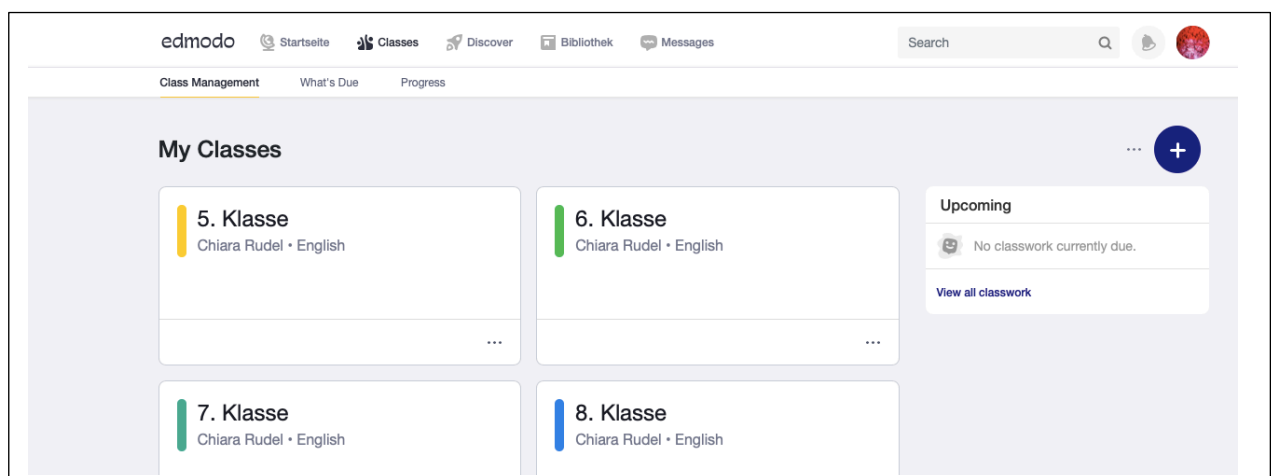 edmodo Startseite Classes Discover Bibliothek Messages Search
Class Management What's Due Progress
My Classes
5. Klasse
Chiara Rudel • English
6. Klasse
Chiara Rudel • English
Upcoming
No classwork currently due.
View all classwork
7. Klasse
Chiara Rudel • English
8. Klasse
Chiara Rudel • English